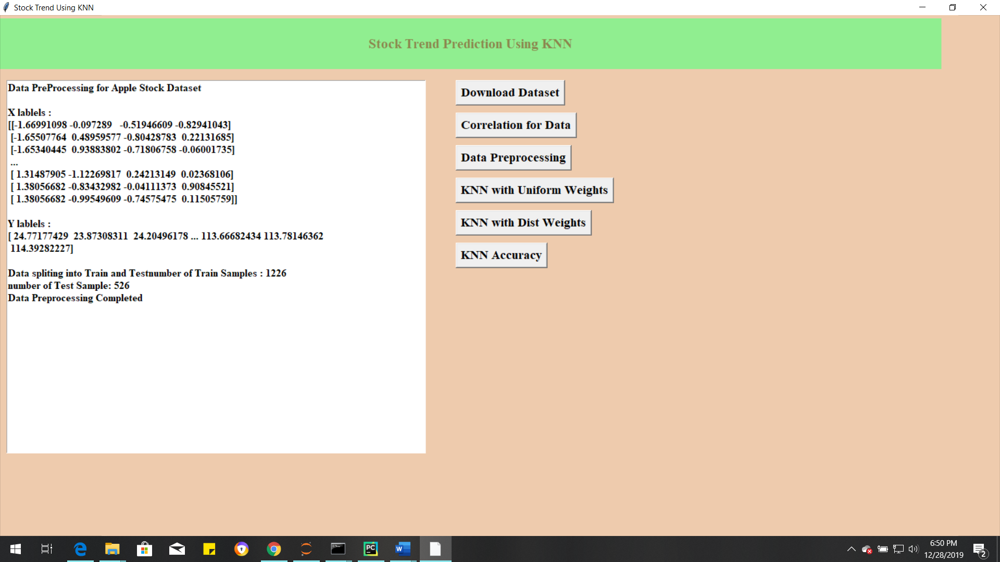 Stock Trend Using KNN
Stock Trend Prediction Using KNN
Data PreProcessing for Apple Stock Dataset
X lablels :
[[-1.66991098 -0.097289   -0.51946609 -0.82941043]
 [-1.65507764  0.48959577 -0.80428783  0.22131685]
 [-1.65340445  0.93883802 -0.71806758 -0.06001735]
 ...
 [ 1.31487905 -1.12269817  0.24213149  0.02368106]
 [ 1.38056682 -0.83432982 -0.04111373  0.90845521]
 [ 1.38056682 -0.99549609 -0.74575475  0.11505759]]
Y lablels :
[ 24.77177429  23.87308311  24.20496178 ... 113.66682434 113.78146362
 114.39282227]
Data spliting into Train and Testnumber of Train Samples : 1226
number of Test Sample: 526
Data Preprocessing Completed
Download Dataset
Correlation for Data
Data Preprocessing
KNN with Uniform Weights
KNN with Dist Weights
KNN Accuracy
PC
W
6:50 PM
12/28/2019
2